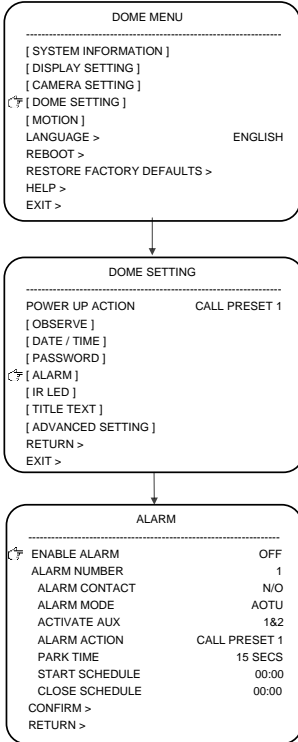 DOME MENU
[ SYSTEM INFORMATION ]
[ DISPLAY SETTING ]
[ CAMERA SETTING ]
[ DOME SETTING ]
[ MOTION ]
LANGUAGE > ENGLISH
REBOOT >
RESTORE FACTORY DEFAULTS >
HELP >
EXIT >
DOME SETTING
POWER UP ACTION CALL PRESET 1
[ OBSERVE ]
[ DATE / TIME ]
[ PASSWORD ]
[ ALARM ]
[ IR LED ]
[ TITLE TEXT ]
[ ADVANCED SETTING ]
RETURN >
EXIT >
ALARM
ENABLE ALARM OFF
ALARM NUMBER 1
ALARM CONTACT N/O
ALARM MODE AOTU
ACTIVATE AUX 1&2
ALARM ACTION CALL PRESET 1
PARK TIME 15 SECS
START SCHEDULE 00:00
CLOSE SCHEDULE 00:00
CONFIRM >
RETURN >